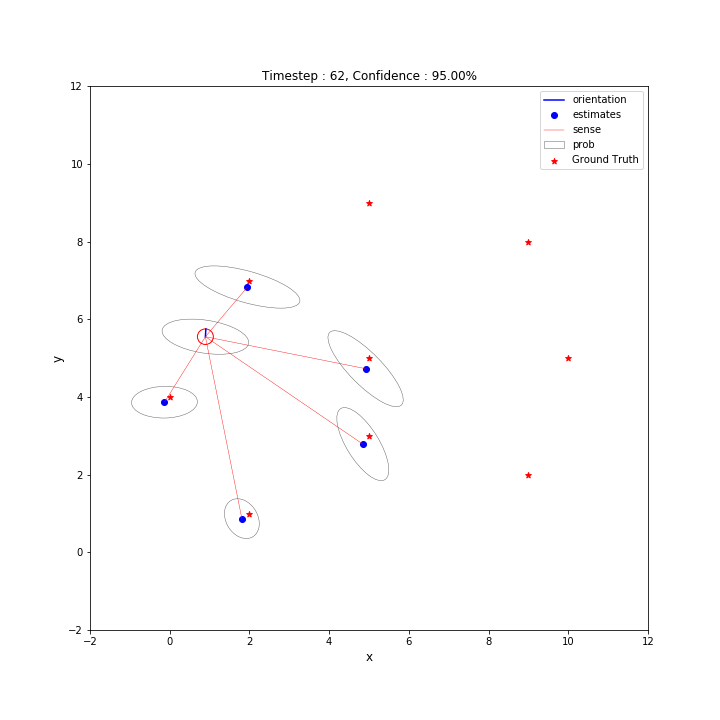 Timestep : 62, Confidence : 95.00%
orientation
estimates
sense
prob
Ground Truth
12
10
8
6
4
2
0
−2
y
−2 0 2 4 6 8 10 12
x